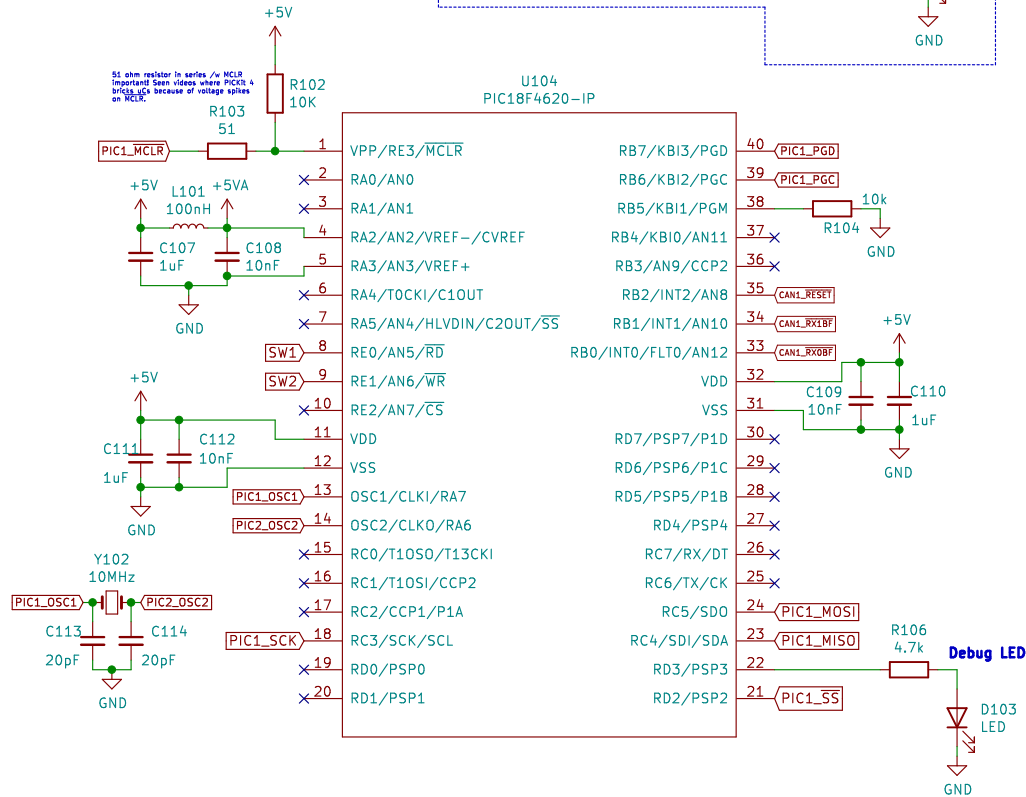 +5V
GND
51 ohm resistor in series /w MCLR
important! Seen videos where PICKit 4
bricks uCs because of voltage spikes
on MCLR.
R102
10K
R103
51
PIC1_MCLR
U104
PIC18F4620-IP
+5V
L101
100nH
+5VA
C107
1uF
C108
10nF
GND
SW1
SW2
+5V
C111
1uF
C112
10nF
GND
PIC1_OSC1
PIC2_OSC2
Y102
10MHz
PIC1_OSC1
PIC2_OSC2
C113
20pF
C114
20pF
GND
PIC1_SCK
1 VPP/RE3/MCLR
2 RA0/AN0
3 RA1/AN1
4 RA2/AN2/VREF-/CVREF
5 RA3/AN3/VREF+
6 RA4/T0CKI/C1OUT
7 RA5/AN4/HLVDIN/C2OUT/SS
8 RE0/AN5/RD
9 RE1/AN6/WR
10 RE2/AN7/CS
11 VDD
12 VSS
13 OSC1/CLKI/RA7
14 OSC2/CLKO/RA6
15 RC0/T1OSO/T13CKI
16 RC1/T1OSI/CCP2
17 RC2/CCP1/P1A
18 RC3/SCK/SCL
19 RD0/PSP0
20 RD1/PSP1
RB7/KBI3/PGD 40 PIC1_PGD
RB6/KBI2/PGC 39 PIC1_PGC
RB5/KBI1/PGM 38
RB4/KBI0/AN11 37
RB3/AN9/CCP2 36
RB2/INT2/AN8 35 CAN1_RESET
RB1/INT1/AN10 34 CAN1_RX1BF
RB0/INT0/FLT0/AN12 33 CAN1_RX0BF
VDD 32
VSS 31
RD7/PSP7/P1D 30
RD6/PSP6/P1C 29
RD5/PSP5/P1B 28
RD4/PSP4 27
RC7/RX/DT 26
RC6/TX/CK 25
RC5/SDO 24 PIC1_MOSI
RC4/SDI/SDA 23 PIC1_MISO
RD3/PSP3 22
RD2/PSP2 21 PIC1_SS
10k
R104
GND
+5V
C109
10nF
C110
1uF
GND
R106
4.7k
Debug LED
D103
LED
GND